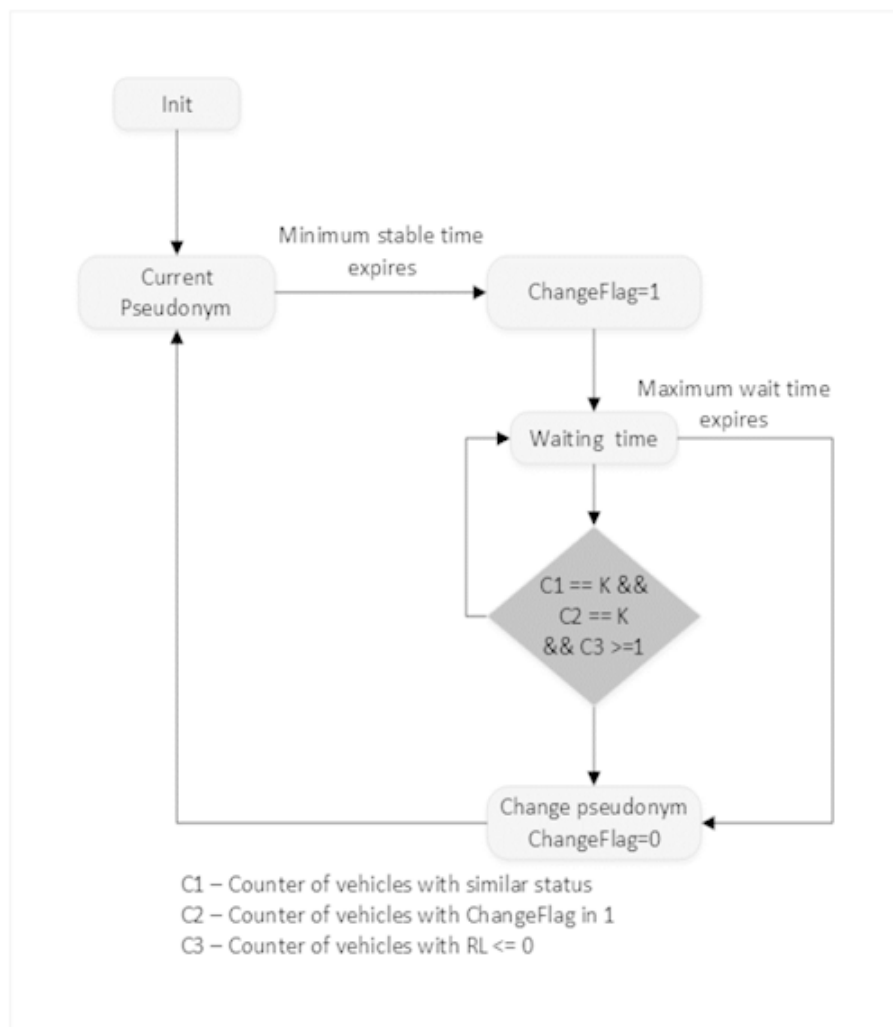 Init
Minimum stable time
expires
Current
Pseudonym
ChangeFlag=1
Maximum wait time
expires
Waiting time
C1 == K &&
C2 == K
&& C3 >=1
Change pseudonym
ChangeFlag=0
C1 – Counter of vehicles with similar status
C2 – Counter of vehicles with ChangeFlag in 1
C3 – Counter of vehicles with RL <= 0